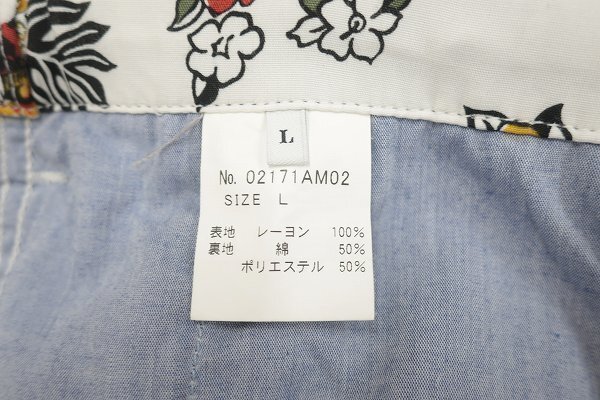 L
No. 02171AM02
SIZE L
表地 レーヨン 100%
裏地 綿 50%
ポリエステル 50%